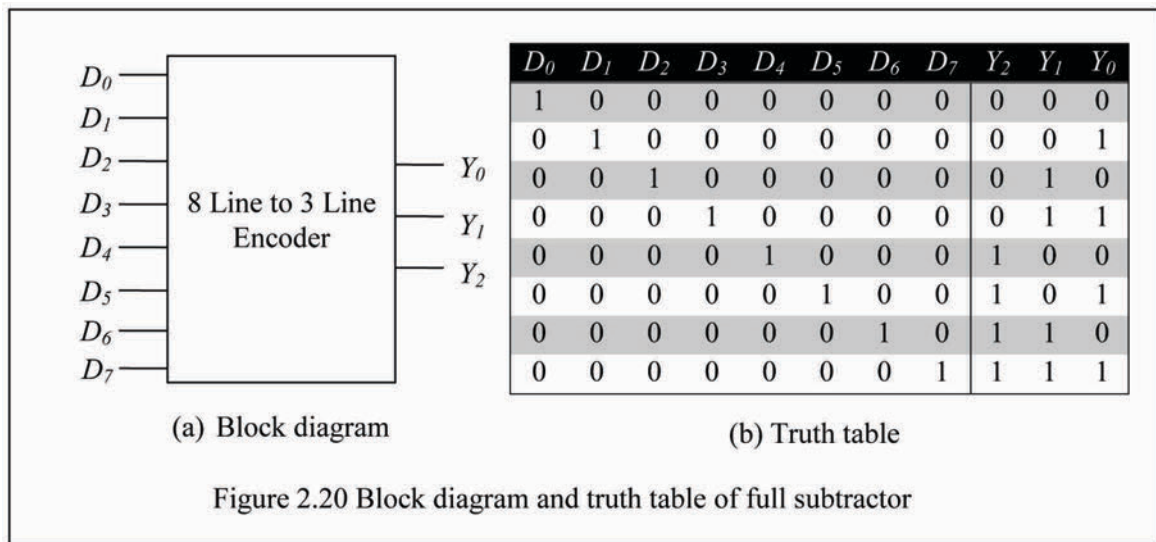 D0
D1
D2
D3
D4
D5
D6
D7
8 Line to 3 Line
Encoder
Y0
Y1
Y2
(a) Block diagram
D0 D1 D2 D3 D4 D5 D6 D7 Y2 Y1 Y0
1 0 0 0 0 0 0 0 0 0 0
0 1 0 0 0 0 0 0 0 0 1
0 0 1 0 0 0 0 0 0 1 0
0 0 0 1 0 0 0 0 0 1 1
0 0 0 0 1 0 0 0 1 0 0
0 0 0 0 0 1 0 0 1 0 1
0 0 0 0 0 0 1 0 1 1 0
0 0 0 0 0 0 0 1 1 1 1
(b) Truth table
Figure 2.20 Block diagram and truth table of full subtractor